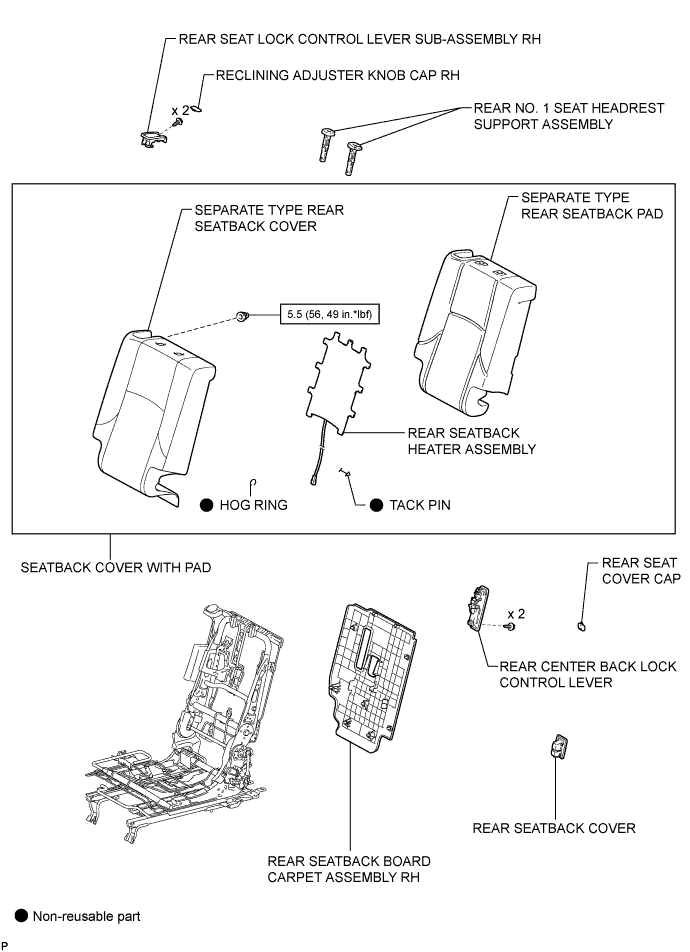 REAR SEAT LOCK CONTROL LEVER SUB-ASSEMBLY RH
RECLINING ADJUSTER KNOB CAP RH
x 2
REAR NO. 1 SEAT HEADREST
SUPPORT ASSEMBLY
SEPARATE TYPE REAR
SEATBACK COVER
SEPARATE TYPE
REAR SEATBACK PAD
5.5 (56, 49 in.*lbf)
REAR SEATBACK
HEATER ASSEMBLY
HOG RING
TACK PIN
SEATBACK COVER WITH PAD
REAR SEAT
COVER CAP
x 2
REAR CENTER BACK LOCK
CONTROL LEVER
REAR SEATBACK COVER
REAR SEATBACK BOARD
CARPET ASSEMBLY RH
Non-reusable part
P